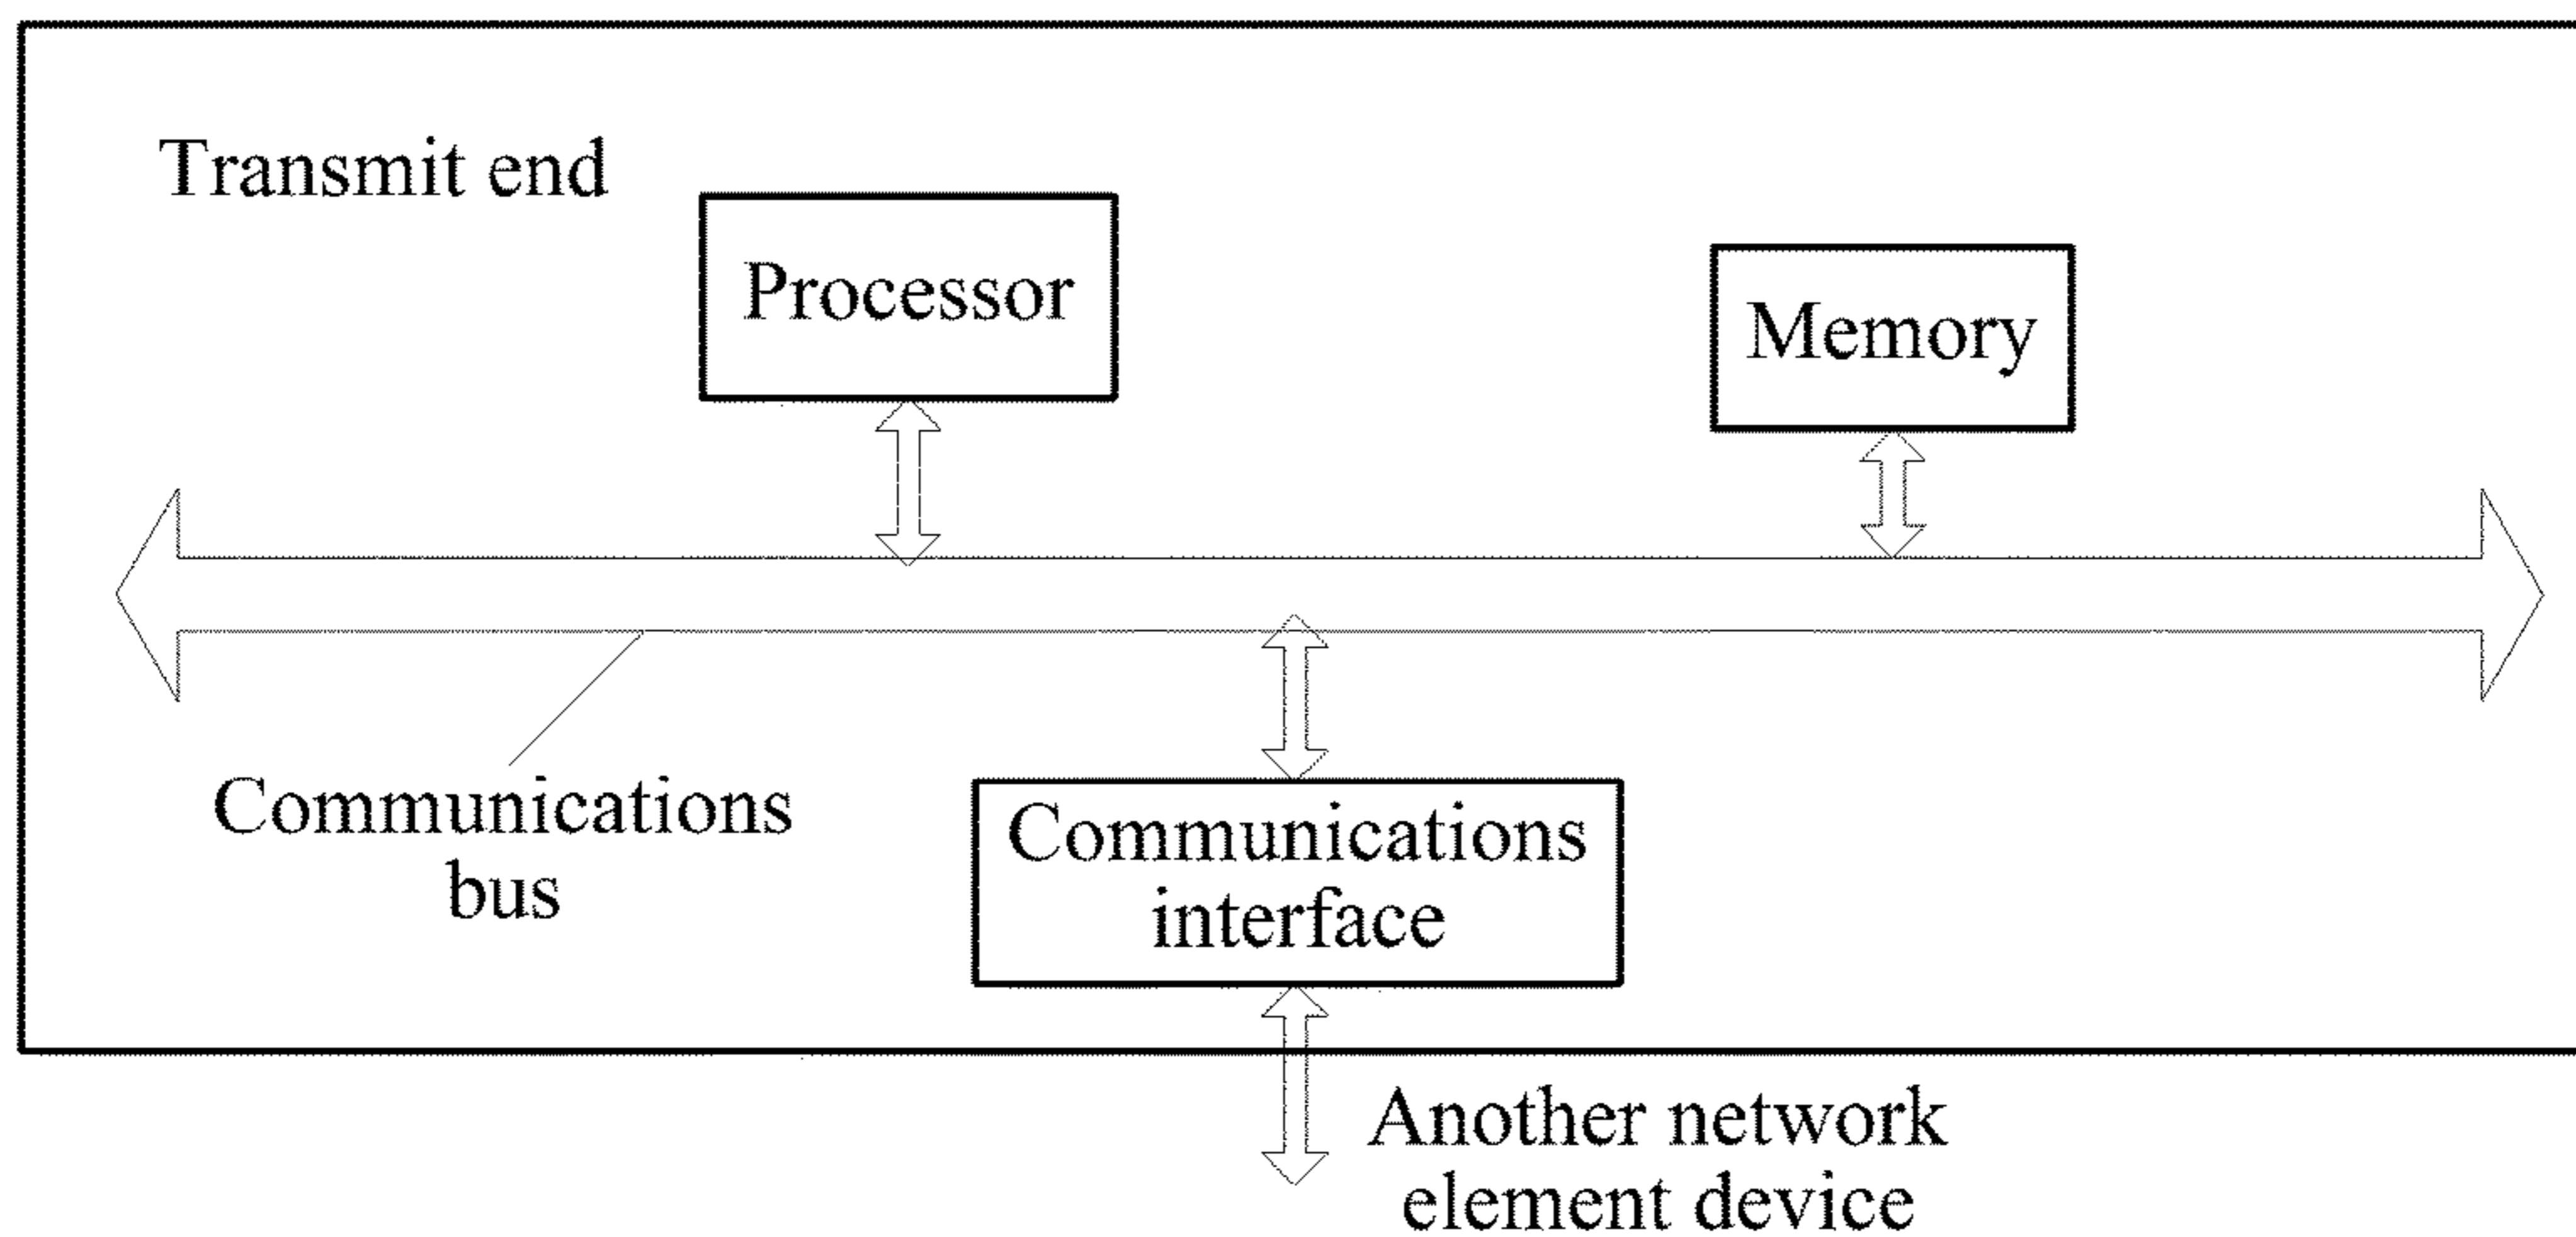 Transmit end
Processor
Memory
Communications
bus
Communications
interface
Another network
element device